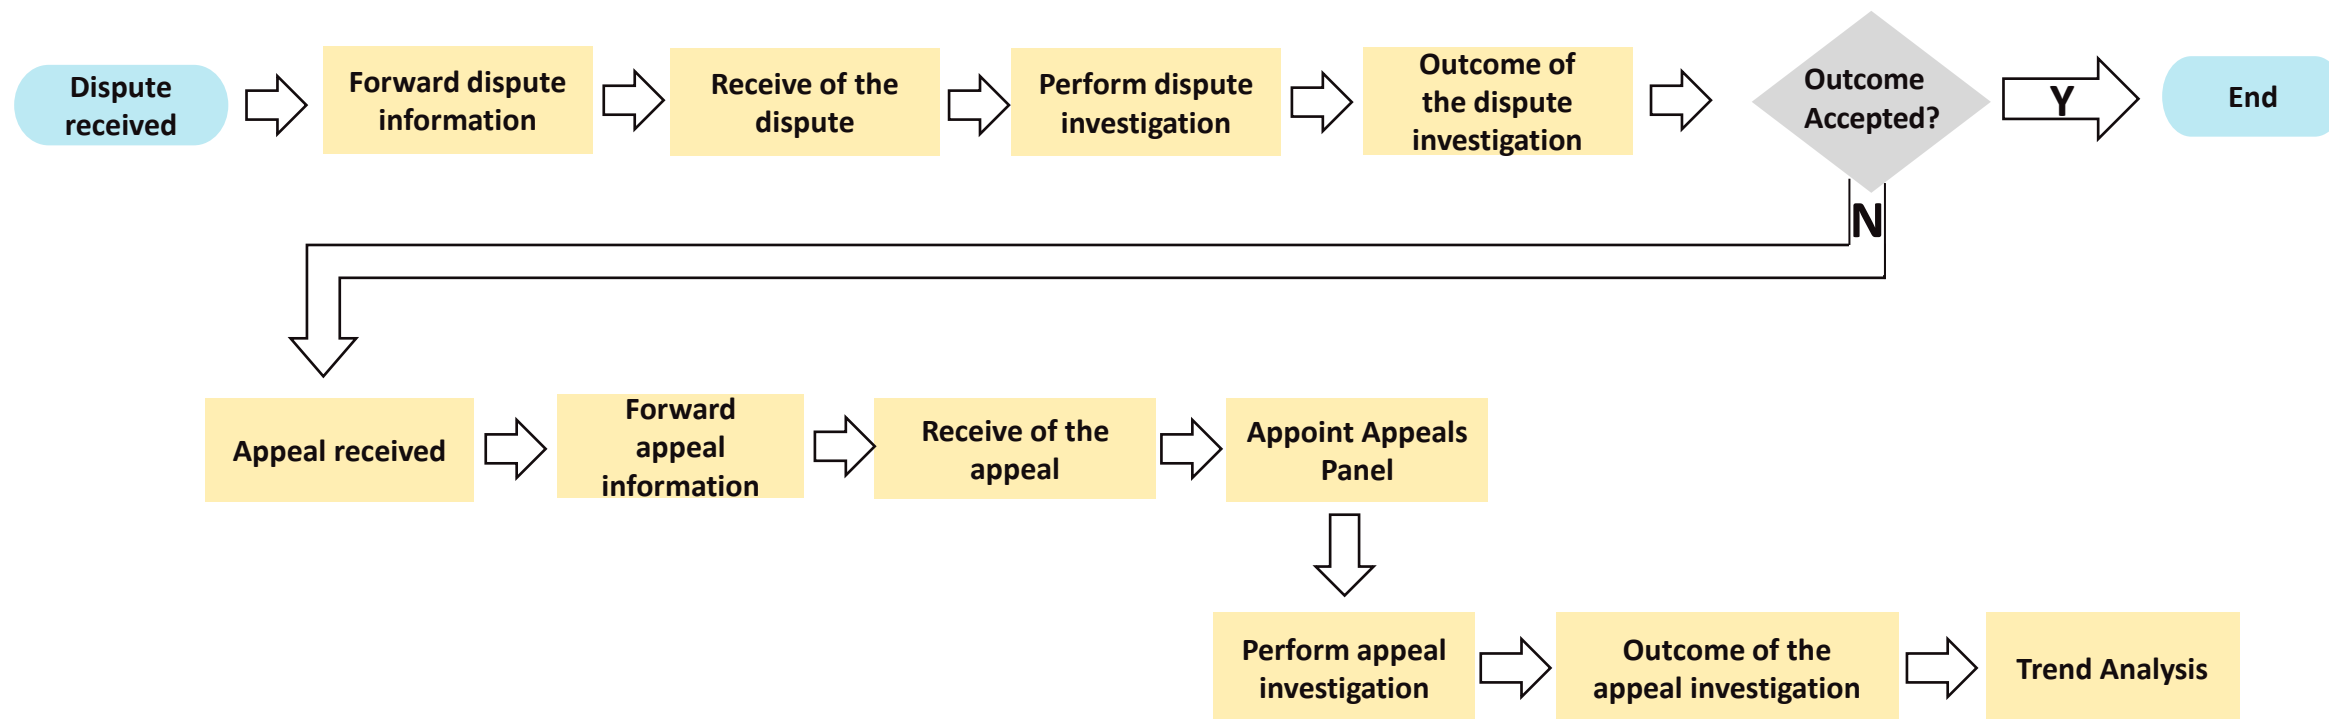 Dispute
received
Forward dispute
information
Receive of the
dispute
Perform dispute
investigation
Outcome of
the dispute
investigation
Outcome
Accepted?
Y
End
N
Appeal received
Forward
appeal
information
Receive of the
appeal
Appoint Appeals
Panel
Perform appeal
investigation
Outcome of the
appeal investigation
Trend Analysis